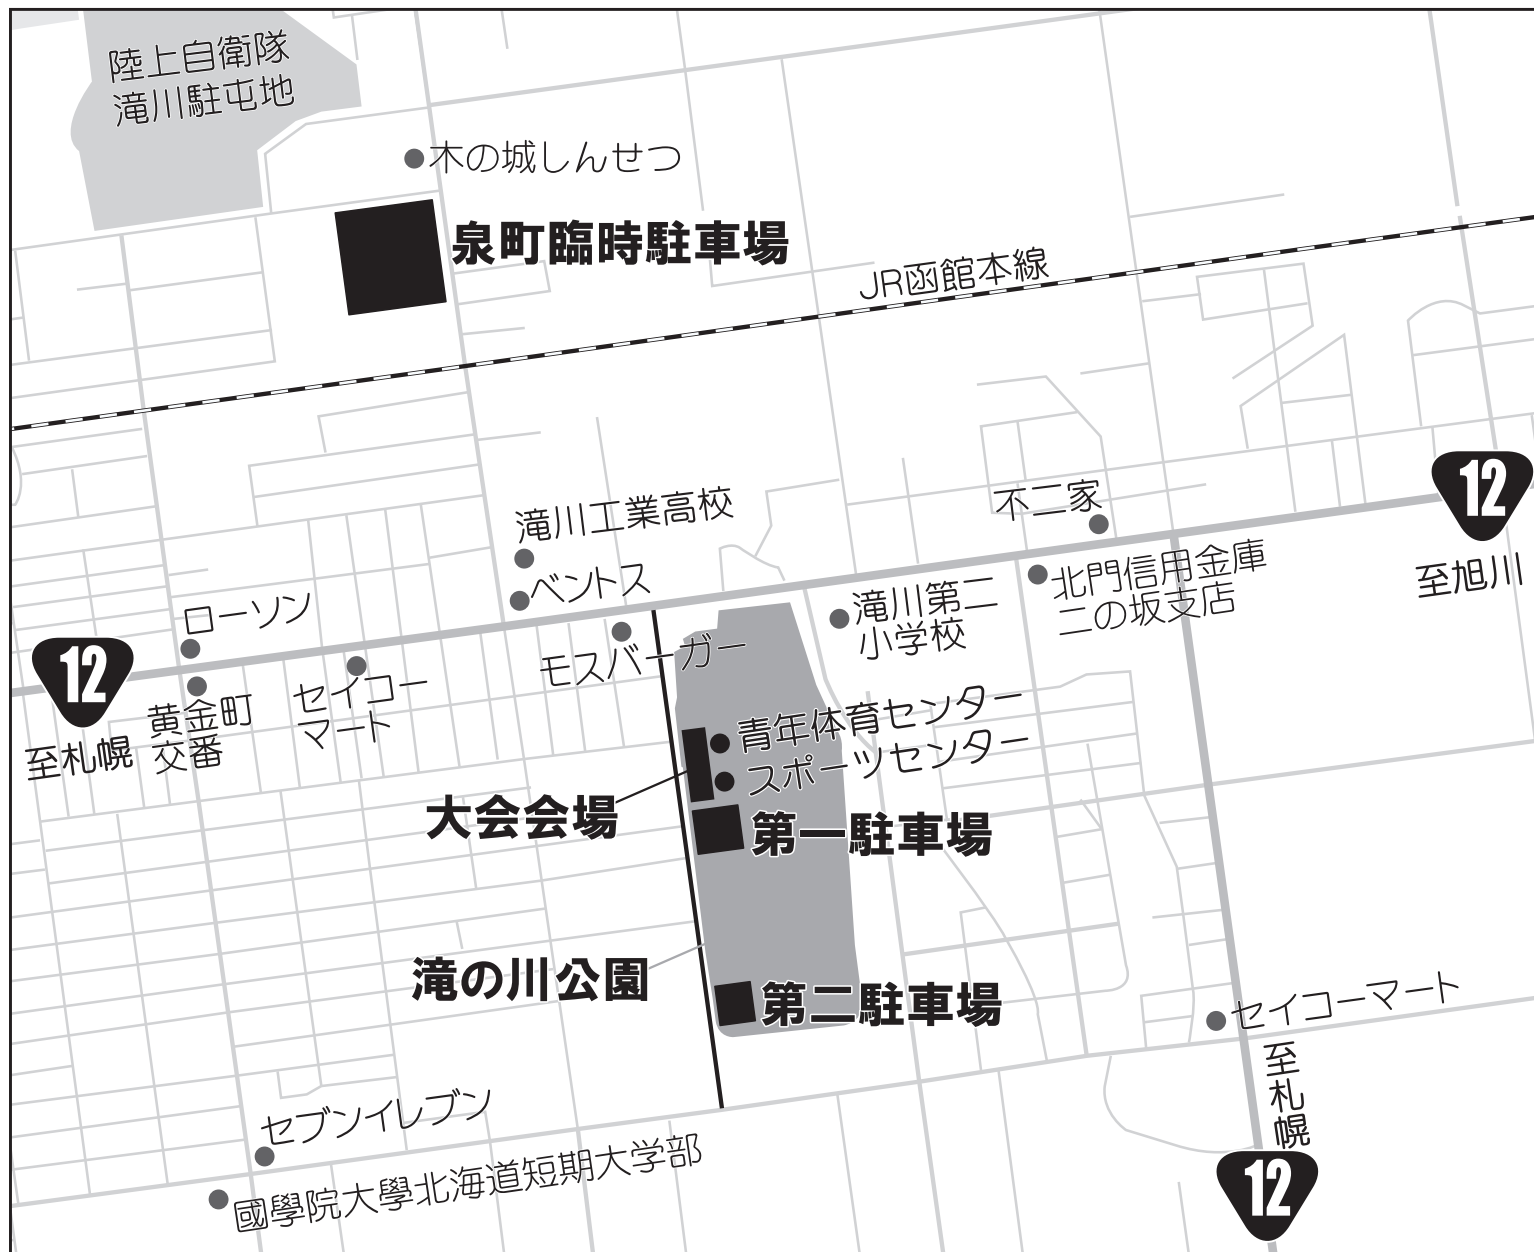 陸上自衛隊
滝川駐屯地
木の城しんせつ
泉町臨時駐車場
JR函館本線
滝川工業高校
不二家
12
ベントス
北門信用金庫
二の坂支店
至旭川
ローソン
滝川第二
小学校
モスバーガー
12
至札幌
黄金町
交番
セイコー
マート
青年体育センター
スポーツセンター
大会会場
第一駐車場
滝の川公園
第二駐車場
セイコーマート
至札幌
セブンイレブン
國學院大學北海道短期大学部
12